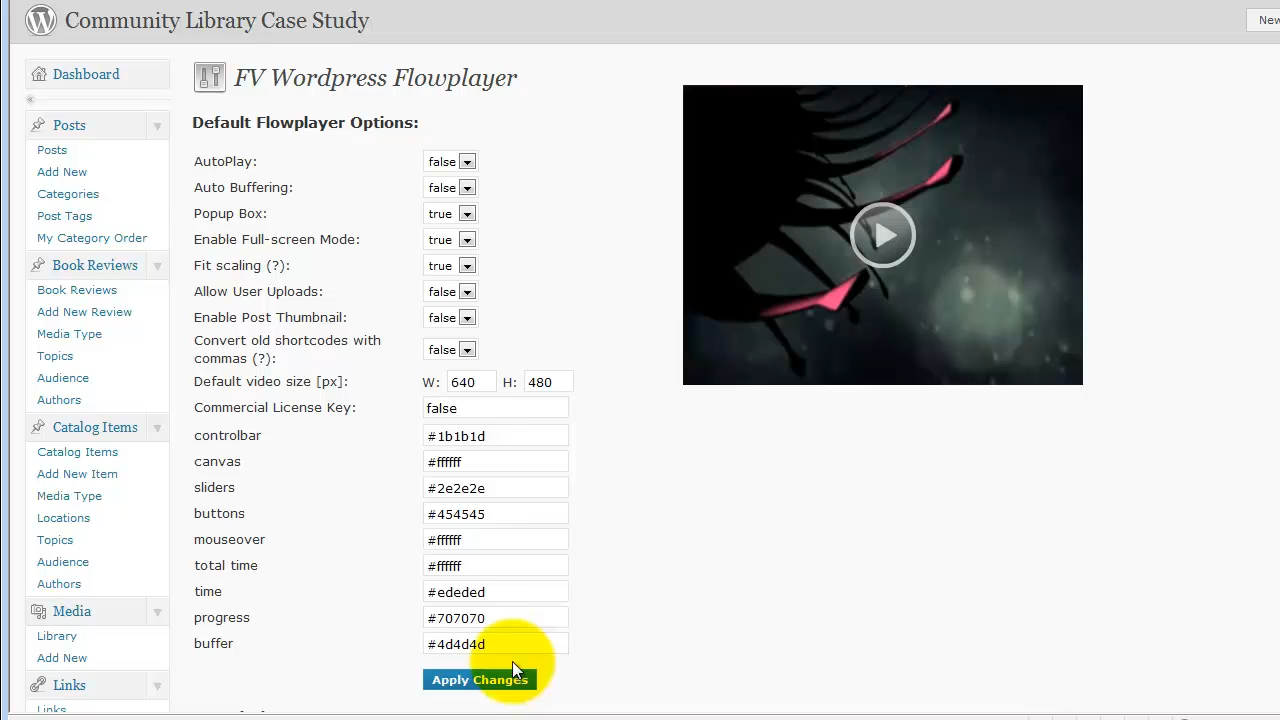 Community Library Case Study
New
Dashboard
Posts
Posts
Add New
Categories
Post Tags
My Category Order
Book Reviews
Book Reviews
Add New Review
Media Type
Topics
Audience
Authors
Catalog Items
Catalog Items
Add New Item
Media Type
Locations
Topics
Audience
Authors
Media
Library
Add New
Links
Links
FV Wordpress Flowplayer
Default Flowplayer Options:
AutoPlay: false
Auto Buffering: false
Popup Box: true
Enable Full-screen Mode: true
Fit scaling (?): true
Allow User Uploads: false
Enable Post Thumbnail: false
Convert old shortcodes with
commas (?): false
Default video size [px]: W: 640 H: 480
Commercial License Key: false
controlbar #1b1b1d
canvas #ffffff
sliders #2e2e2e
buttons #454545
mouseover #ffffff
total time #ffffff
time #ededed
progress #707070
buffer #4d4d4d
Apply Changes